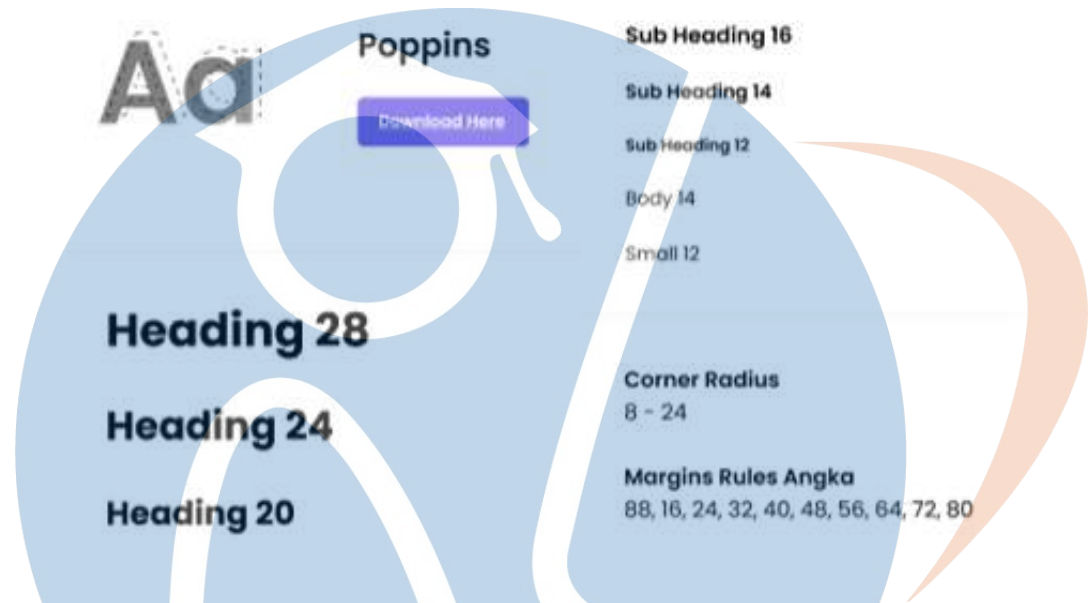 Aa
Poppins
Download Here
Heading 28
Heading 24
Heading 20
Sub Heading 16
Sub Heading 14
Sub Heading 12
Body 14
Small 12
Corner Radius
8 - 24
Margins Rules Angka
88, 16, 24, 32, 40, 48, 56, 64, 72, 80